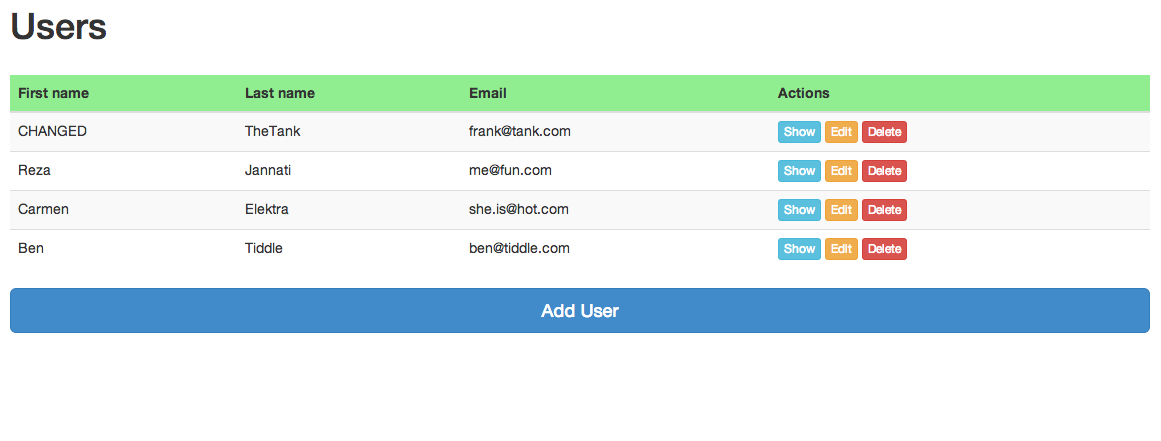 Users
First name Last name Email Actions
CHANGED TheTank frank@tank.com Show Edit Delete
Reza Jannati me@fun.com Show Edit Delete
Carmen Elektra she.is@hot.com Show Edit Delete
Ben Tiddle ben@tiddle.com Show Edit Delete
Add User